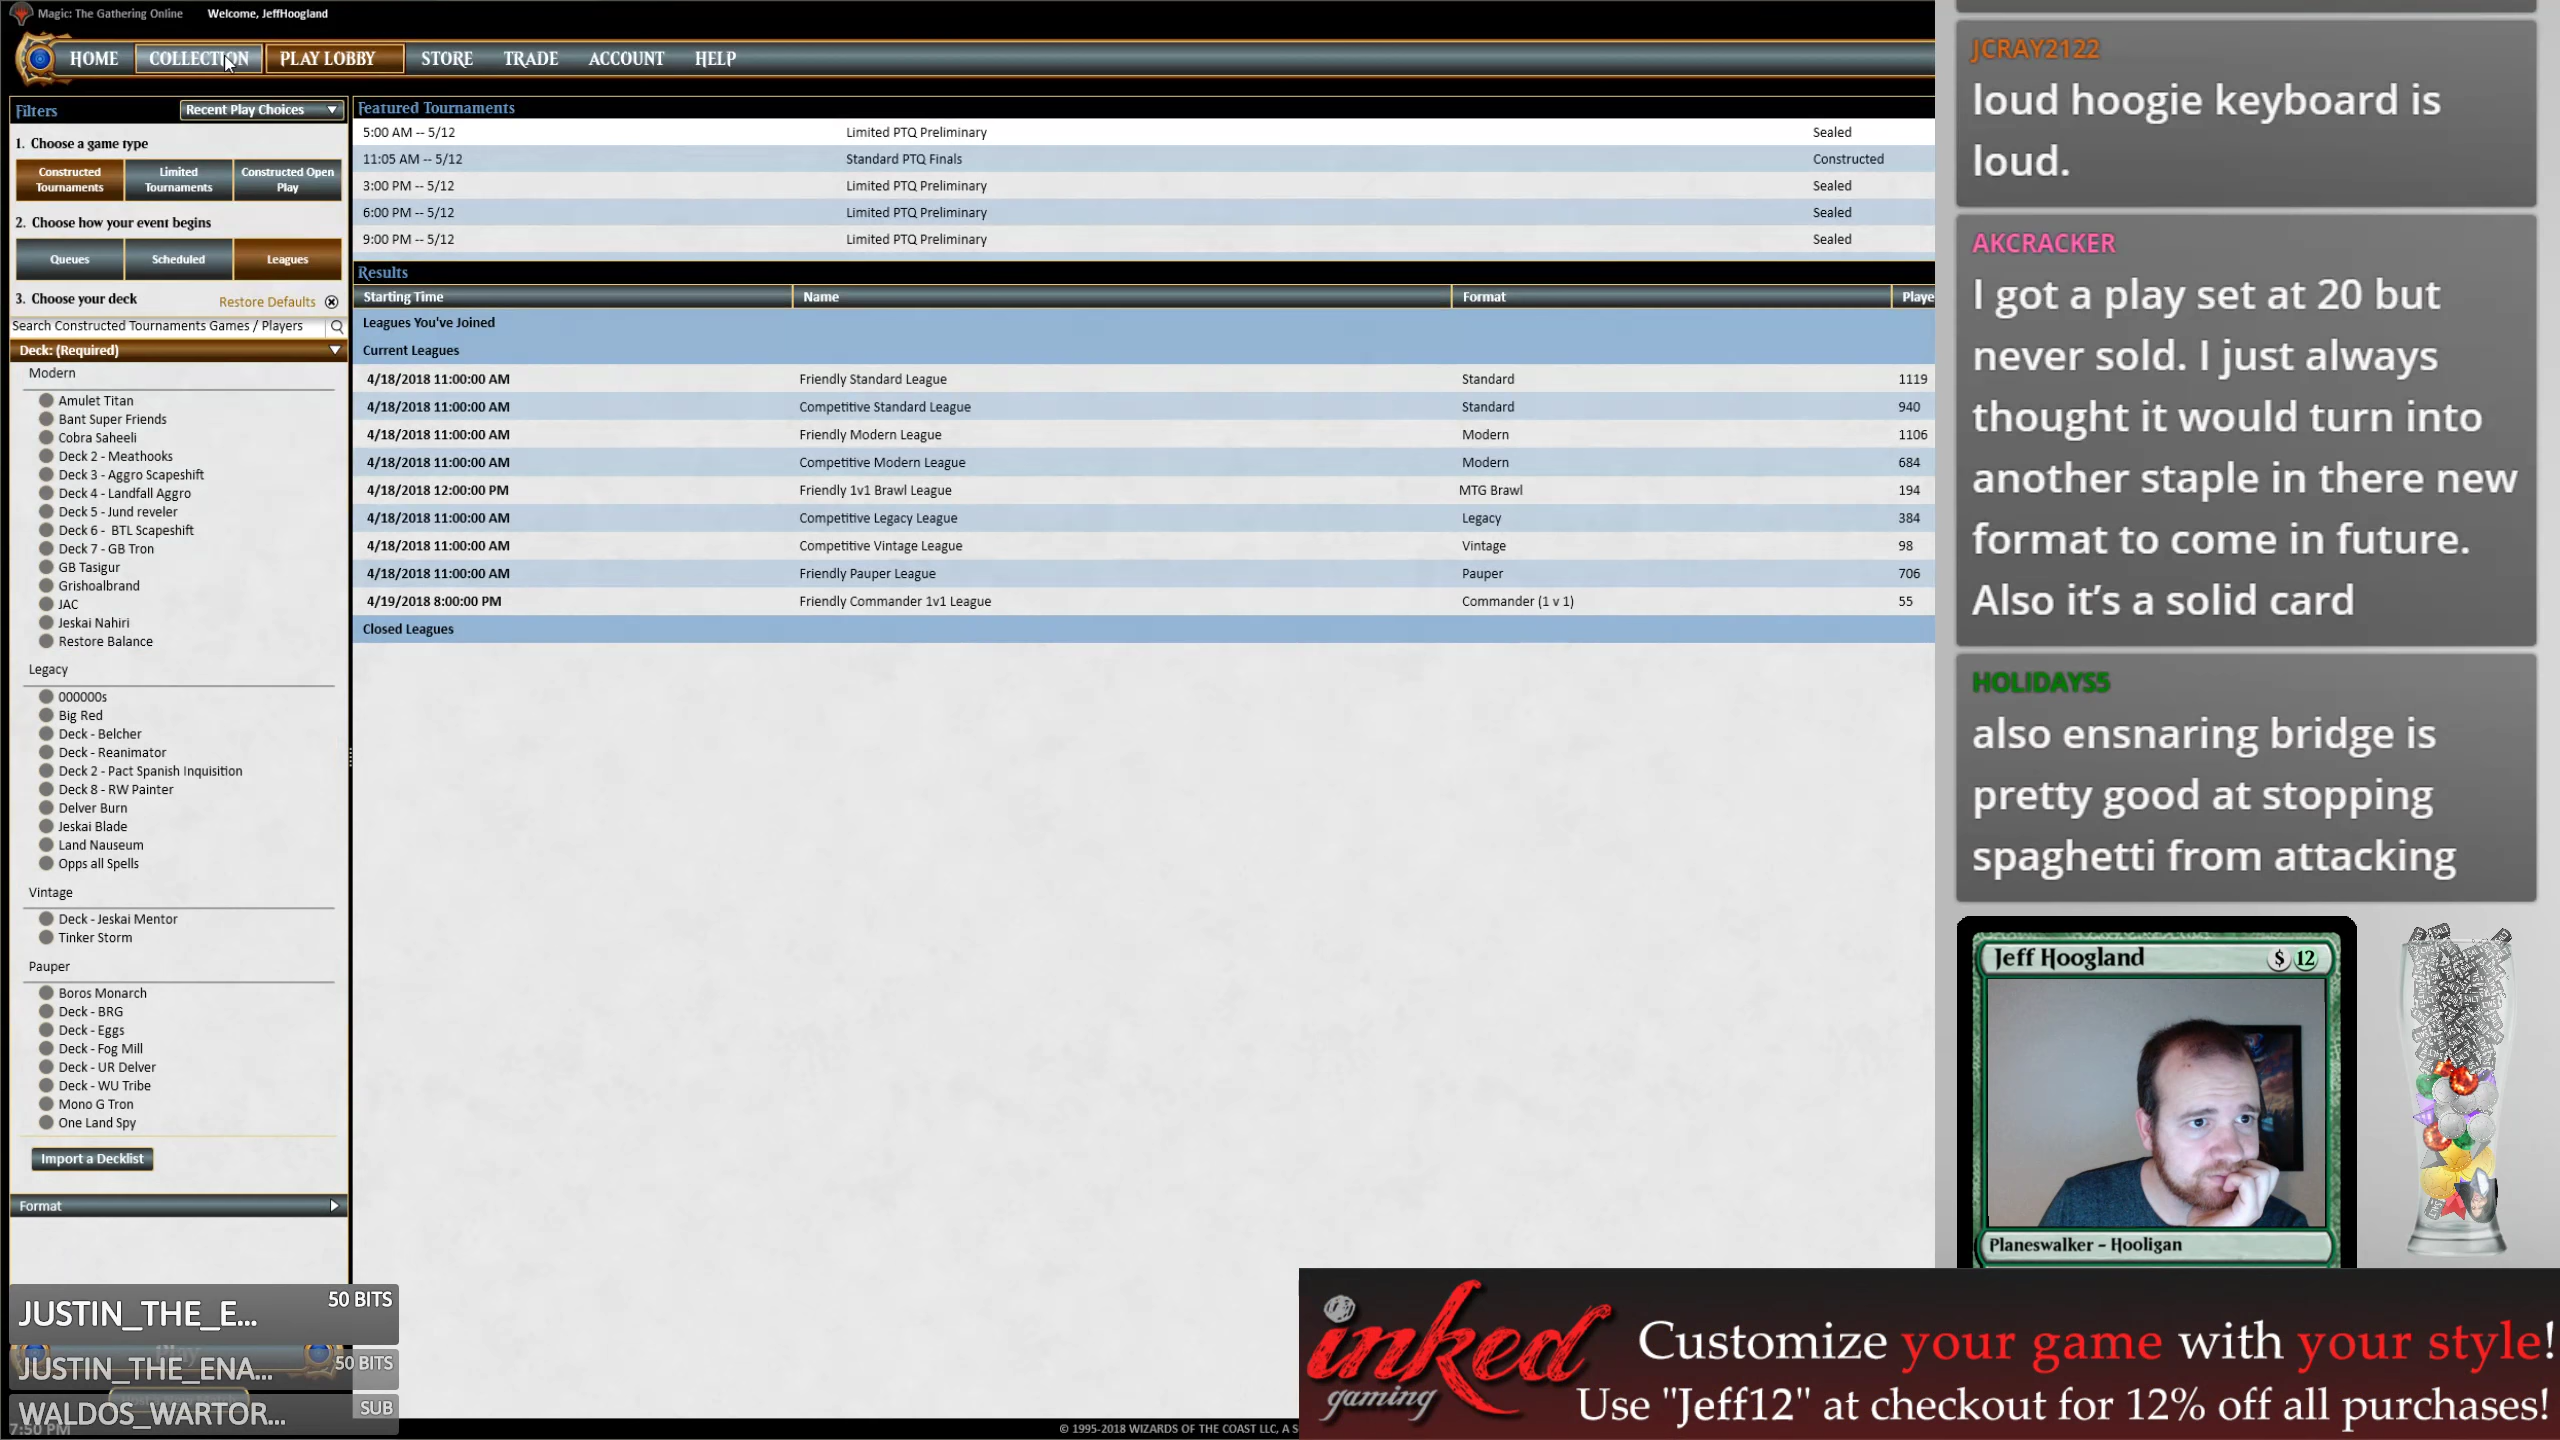 Magic: The Gathering Online Welcome, JeffHoogland
HOME COLLECTION PLAY LOBBY STORE TRADE ACCOUNT HELP
Filters Recent Play Choices
1. Choose a game type
Constructed Tournaments Limited Tournaments Constructed Open Play
2. Choose how your event begins
Queues Scheduled Leagues
3. Choose your deck Restore Defaults
Search Constructed Tournaments Games / Players
Deck: (Required)
Modern
Amulet Titan
Bant Super Friends
Cobra Saheeli
Deck 2 - Meathooks
Deck 3 - Aggro Scapeshift
Deck 4 - Landfall Aggro
Deck 5 - Jund reveler
Deck 6 - BTL Scapeshift
Deck 7 - GB Tron
GB Tasigur
Grishoalbrand
JAC
Jeskai Nahiri
Restore Balance
Legacy
000000s
Big Red
Deck - Belcher
Deck - Reanimator
Deck 2 - Pact Spanish Inquisition
Deck 8 - RW Painter
Delver Burn
Jeskai Blade
Land Nauseum
Opps all Spells
Vintage
Deck - Jeskai Mentor
Tinker Storm
Pauper
Boros Monarch
Deck - BRG
Deck - Eggs
Deck - Fog Mill
Deck - UR Delver
Deck - WU Tribe
Mono G Tron
One Land Spy
Import a Decklist
Format
JUSTIN_THE_E... 50 BITS
JUSTIN_THE_ENA... 50 BITS
WALDOS_WARTOR... SUB
7:50 PM
Featured Tournaments
5:00 AM -- 5/12 Limited PTQ Preliminary Sealed
11:05 AM -- 5/12 Standard PTQ Finals Constructed
3:00 PM -- 5/12 Limited PTQ Preliminary Sealed
6:00 PM -- 5/12 Limited PTQ Preliminary Sealed
9:00 PM -- 5/12 Limited PTQ Preliminary Sealed
Results
Starting Time Name Format Playe
Leagues You've Joined
Current Leagues
4/18/2018 11:00:00 AM Friendly Standard League Standard 1119
4/18/2018 11:00:00 AM Competitive Standard League Standard 940
4/18/2018 11:00:00 AM Friendly Modern League Modern 1106
4/18/2018 11:00:00 AM Competitive Modern League Modern 684
4/18/2018 12:00:00 PM Friendly 1v1 Brawl League MTG Brawl 194
4/18/2018 11:00:00 AM Competitive Legacy League Legacy 384
4/18/2018 11:00:00 AM Competitive Vintage League Vintage 98
4/18/2018 11:00:00 AM Friendly Pauper League Pauper 706
4/19/2018 8:00:00 PM Friendly Commander 1v1 League Commander (1 v 1) 55
Closed Leagues
© 1995-2018 WIZARDS OF THE COAST LLC, A S
JCRAY2122
loud hoogie keyboard is
loud.
AKCRACKER
I got a play set at 20 but
never sold. I just always
thought it would turn into
another staple in there new
format to come in future.
Also it's a solid card
HOLIDAYS5
also ensnaring bridge is
pretty good at stopping
spaghetti from attacking
Jeff Hoogland $ 12
Planeswalker – Hooligan
inked
gaming
Customize your game with your style!
Use "Jeff12" at checkout for 12% off all purchases!